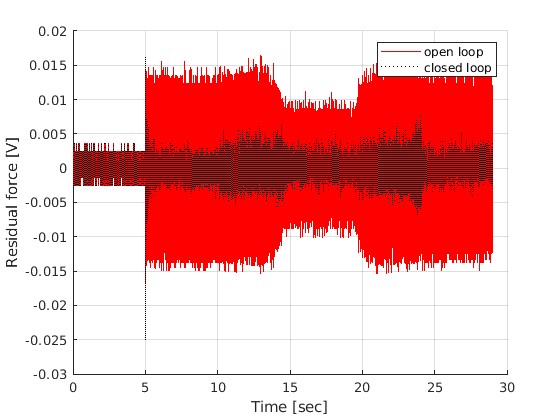 0.02
0.015
0.01
0.005
0
-0.005
-0.01
-0.015
-0.02
-0.025
-0.03
Residual force [V]
open loop
closed loop
0 5 10 15 20 25 30
Time [sec]